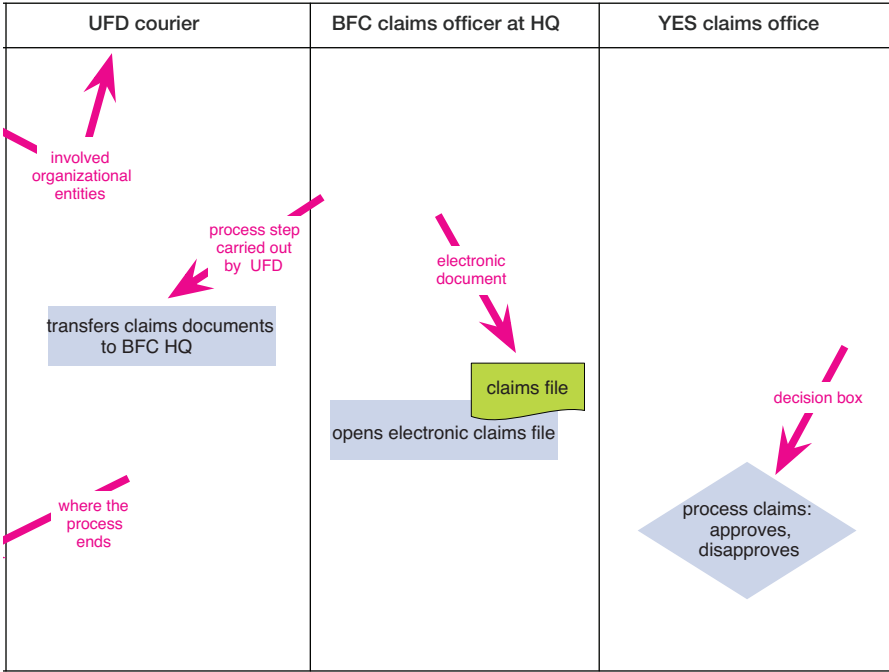 UFD courier
BFC claims officer at HQ
YES claims office
involved
organizational
entities
process step
carried out
by UFD
electronic
document
transfers claims documents
to BFC HQ
claims file
opens electronic claims file
decision box
where the
process
ends
process claims:
approves,
disapproves